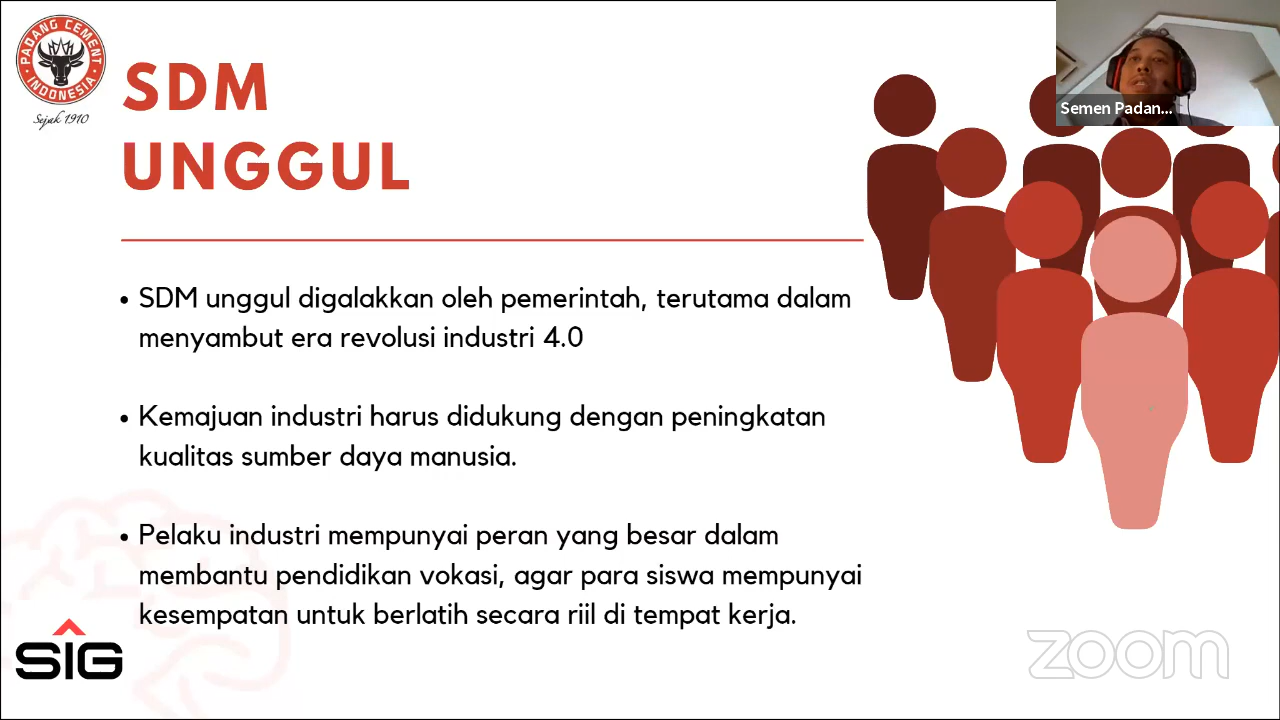 PADANG CEMENT
INDONESIA
Sejak 1910
SDM
UNGGUL
Semen Padan...
• SDM unggul digalakkan oleh pemerintah, terutama dalam
menyambut era revolusi industri 4.0
• Kemajuan industri harus didukung dengan peningkatan
kualitas sumber daya manusia.
• Pelaku industri mempunyai peran yang besar dalam
membantu pendidikan vokasi, agar para siswa mempunyai
kesempatan untuk berlatih secara riil di tempat kerja.
SIG
zoom